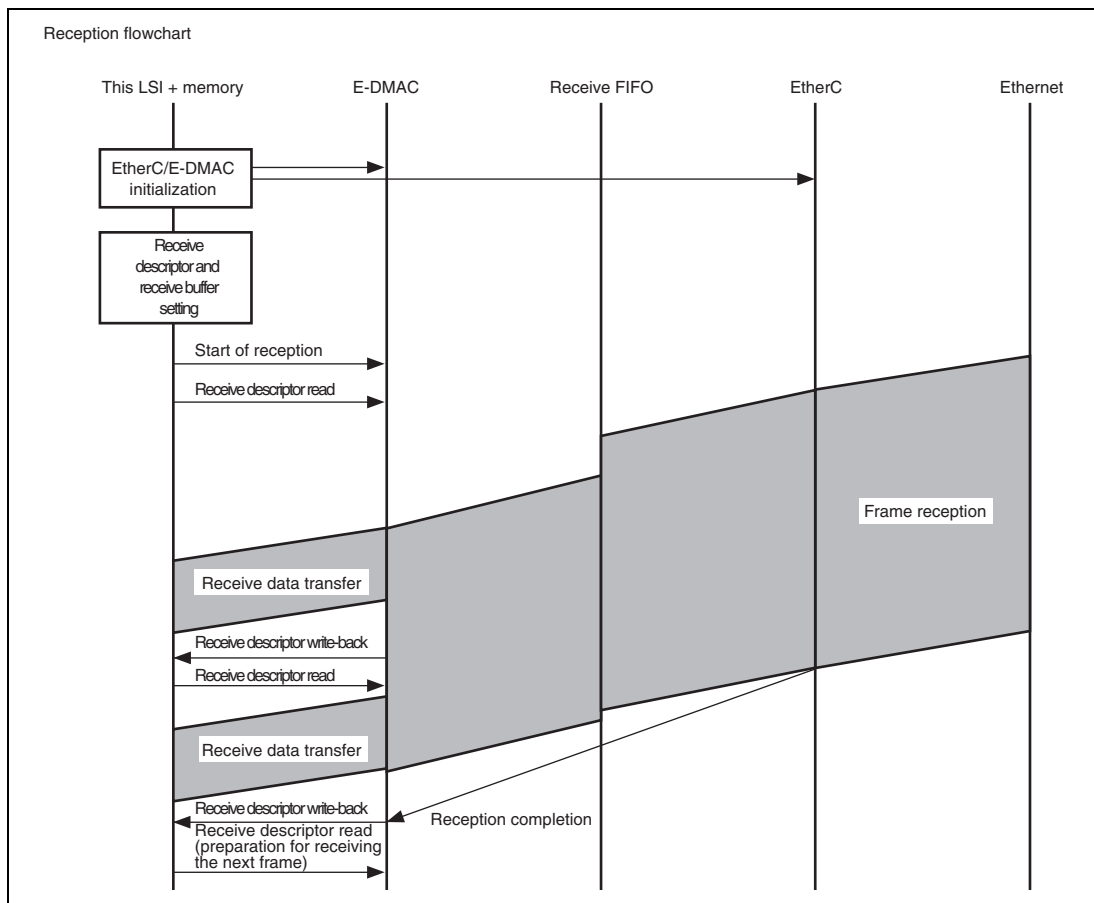 Reception flowchart
This LSI + memory
E-DMAC
Receive FIFO
EtherC
Ethernet
EtherC/E-DMAC
initialization
Receive
descriptor and
receive buffer
setting
Start of reception
Receive descriptor read
Frame reception
Receive data transfer
Receive descriptor write-back
Receive descriptor read
Receive data transfer
Receive descriptor write-back
Reception completion
Receive descriptor read
(preparation for receiving
the next frame)